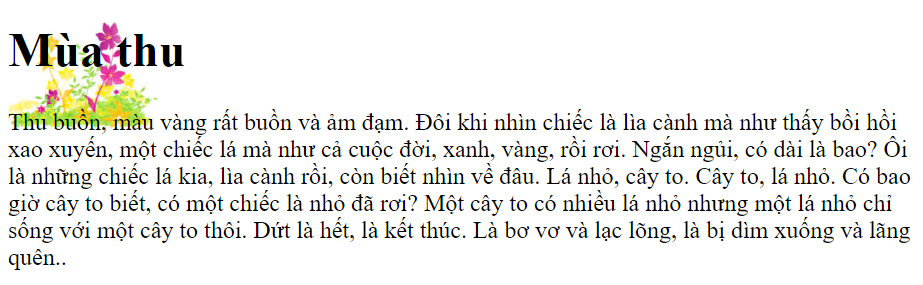 Mùa thu
Thu buồn, màu vàng rất buồn và ảm đạm. Đôi khi nhìn chiếc là lìa cành mà như thấy bồi hồi
xao xuyến, một chiếc lá mà như cả cuộc đời, xanh, vàng, rồi rơi. Ngắn ngủi, có dài là bao? Ôi
là những chiếc lá kia, lìa cành rồi, còn biết nhìn về đâu. Lá nhỏ, cây to. Cây to, lá nhỏ. Có bao
giờ cây to biết, có một chiếc là nhỏ đã rơi? Một cây to có nhiều lá nhỏ nhưng một lá nhỏ chỉ
sống với một cây to thôi. Dứt là hết, là kết thúc. Là bơ vơ và lạc lõng, là bị dìm xuống và lãng
quên..